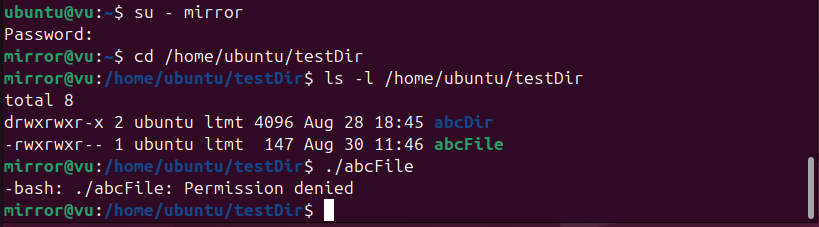 ubuntu@vu:~$ su - mirror
Password:
mirror@vu:~$ cd /home/ubuntu/testDir
mirror@vu:/home/ubuntu/testDir$ ls -l /home/ubuntu/testDir
total 8
drwxrwxr-x 2 ubuntu ltmt 4096 Aug 28 18:45 abcDir
-rwxrwxr-- 1 ubuntu ltmt  147 Aug 30 11:46 abcFile
mirror@vu:/home/ubuntu/testDir$ ./abcFile
-bash: ./abcFile: Permission denied
mirror@vu:/home/ubuntu/testDir$